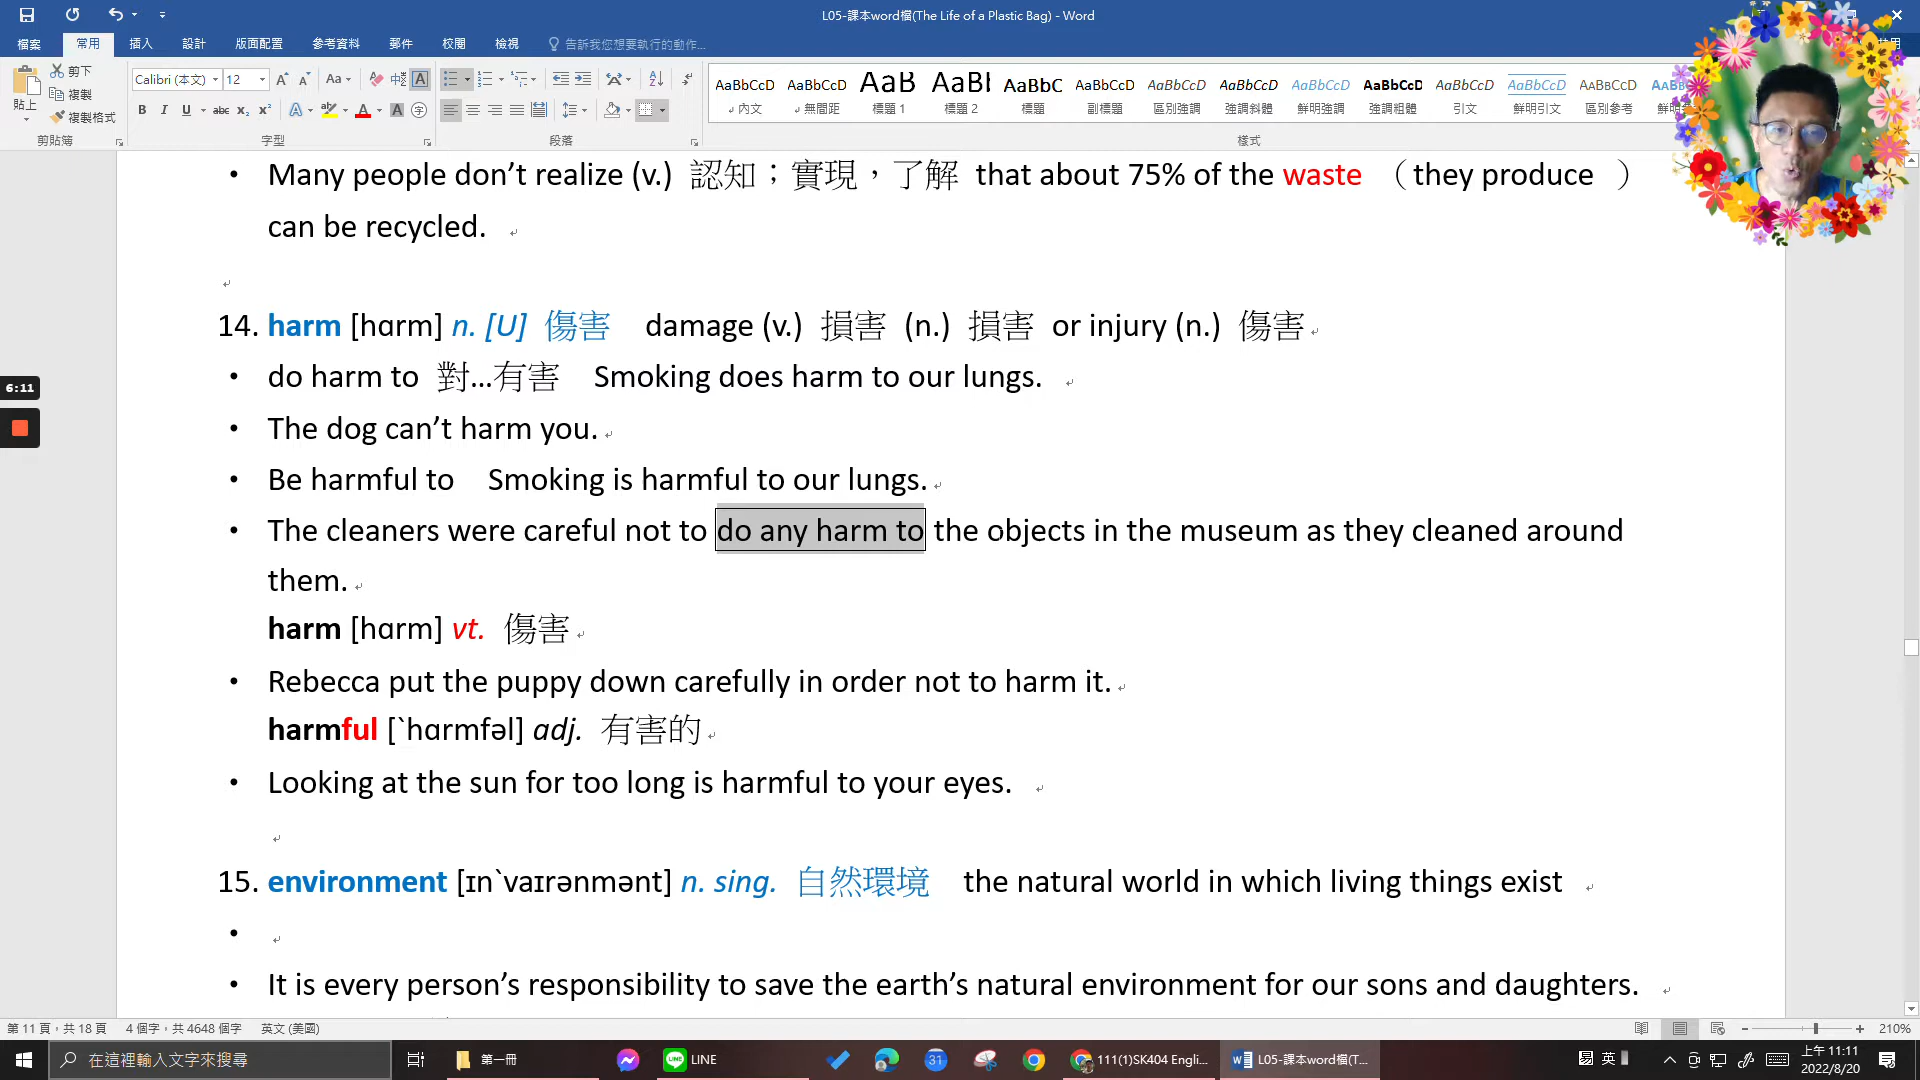 L05-課本word檔(The Life of a Plastic Bag) - Word
檔案 常用 插入 設計 版面配置 參考資料 郵件 校閱 檢視 告訴我您想要執行的動作...
貼上 剪下 複製 複製格式
Calibri (本文) 12
AaBbCcD AaBbCcD AaB AaBb AaBbC AaBbCcD AaBbCcD AaBbCcD AaBbCcD AaBbCcD AaBbCcD AaBbCcD AaBbCcD
內文 無間距 標題 1 標題 2 標題 副標題 區別強調 強調斜體 鮮明強調 強調粗體 引文 鮮明引文 區別參考
剪貼簿 字型 段落 樣式
• Many people don’t realize (v.) 認知；實現，了解 that about 75% of the waste （they produce ）
can be recycled.
14. harm [hɑrm] n. [U] 傷害 damage (v.) 損害 (n.) 損害 or injury (n.) 傷害
• do harm to 對...有害 Smoking does harm to our lungs.
6:11
• The dog can’t harm you.
• Be harmful to Smoking is harmful to our lungs.
• The cleaners were careful not to do any harm to the objects in the museum as they cleaned around
them.
harm [hɑrm] vt. 傷害
• Rebecca put the puppy down carefully in order not to harm it.
harmful [ˋhɑrmfəl] adj. 有害的
• Looking at the sun for too long is harmful to your eyes.
15. environment [ɪnˋvaɪrənmənt] n. sing. 自然環境 the natural world in which living things exist
•
• It is every person’s responsibility to save the earth’s natural environment for our sons and daughters.
第 11 頁，共 18 頁 4 個字，共 4648 個字 英文 (美國) 210%
在這裡輸入文字來搜尋 第一冊 LINE 31 111(1)SK404 Engli... L05-課本word檔(T... 英 上午 11:11
2022/8/20